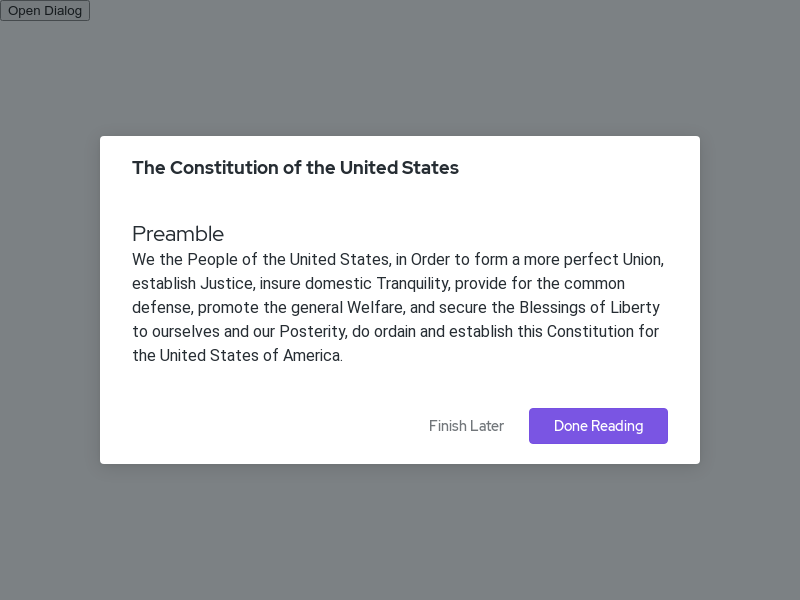 Open Dialog
The Constitution of the United States
Preamble
We the People of the United States, in Order to form a more perfect Union,
establish Justice, insure domestic Tranquility, provide for the common
defense, promote the general Welfare, and secure the Blessings of Liberty
to ourselves and our Posterity, do ordain and establish this Constitution for
the United States of America.
Finish Later
Done Reading